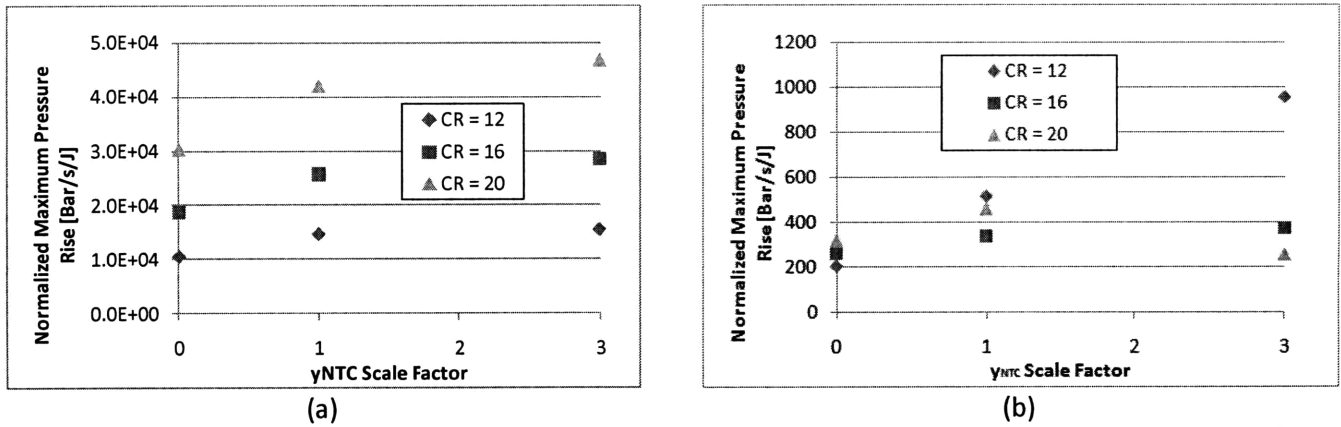 5.0E+04
4.0E+04
3.0E+04
2.0E+04
1.0E+04
0.0E+00
Normalized Maximum Pressure
Rise [Bar/s/J]
CR = 12
CR = 16
CR = 20
0 1 2 3
yNTC Scale Factor
(a)
1200
1000
800
600
400
200
0
Normalized Maximum Pressure
Rise [Bar/s/J]
CR = 12
CR = 16
CR = 20
0 1 2 3
yNTC Scale Factor
(b)